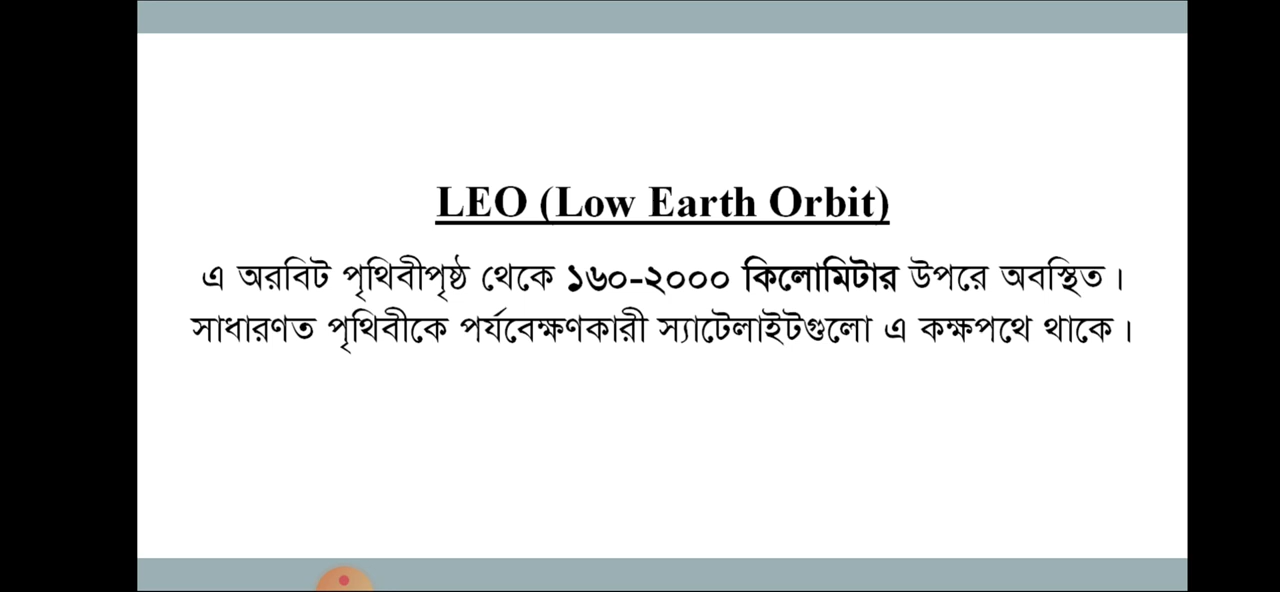 LEO (Low Earth Orbit)
এ অরবিট পৃথিবীপৃষ্ঠ থেকে ১৬০-২০০০ কিলোমিটার উপরে অবস্থিত।
সাধারণত পৃথিবীকে পর্যবেক্ষণকারী স্যাটেলাইটগুলো এ কক্ষপথে থাকে।